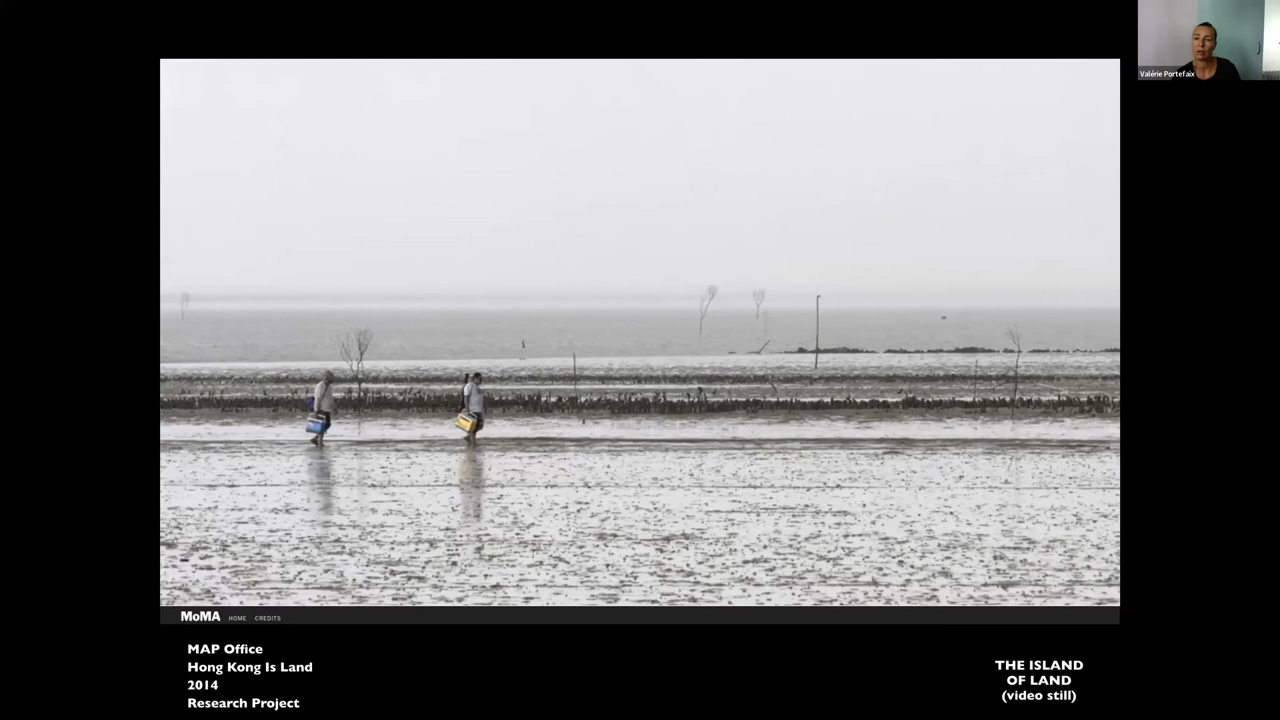 Valérie Portefaix
MoMA HOME CREDITS
MAP Office
Hong Kong Is Land
2014
Research Project
THE ISLAND
OF LAND
(video still)